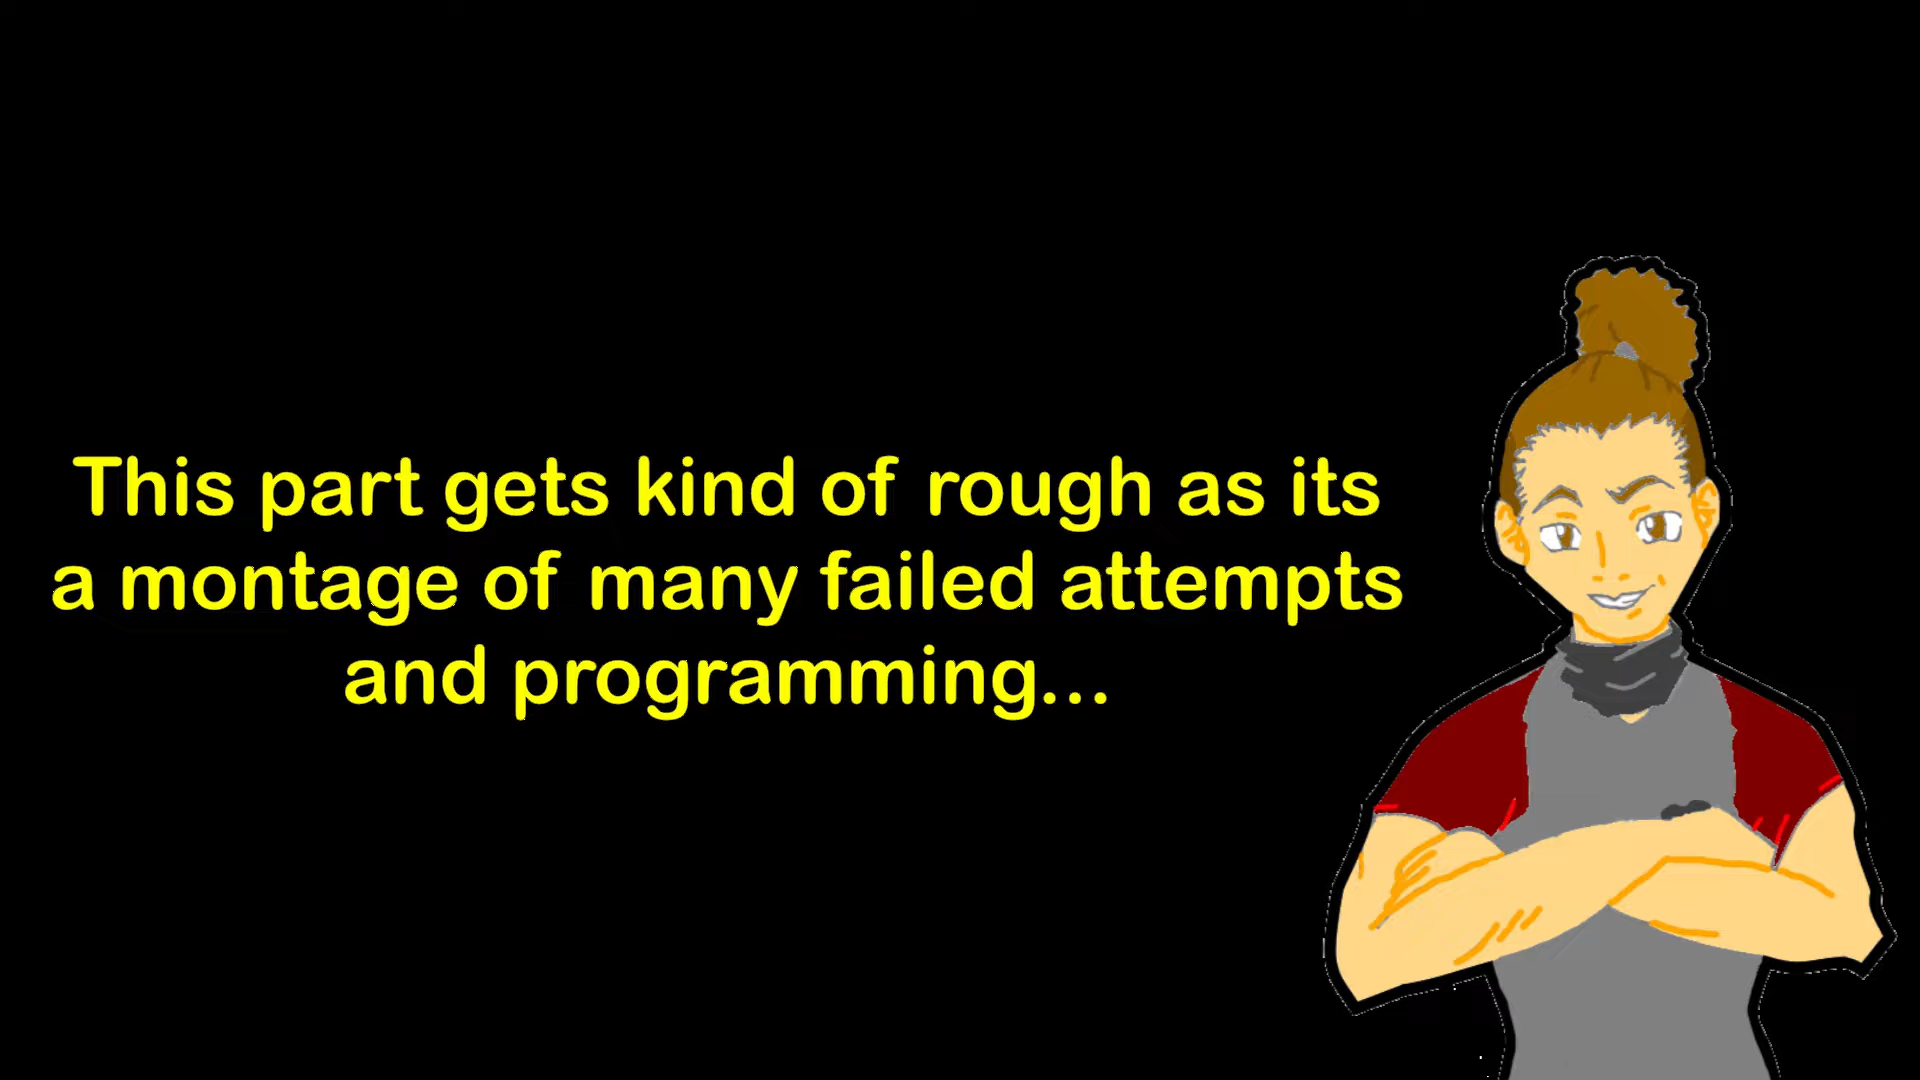 This part gets kind of rough as its
a montage of many failed attempts
and programming...